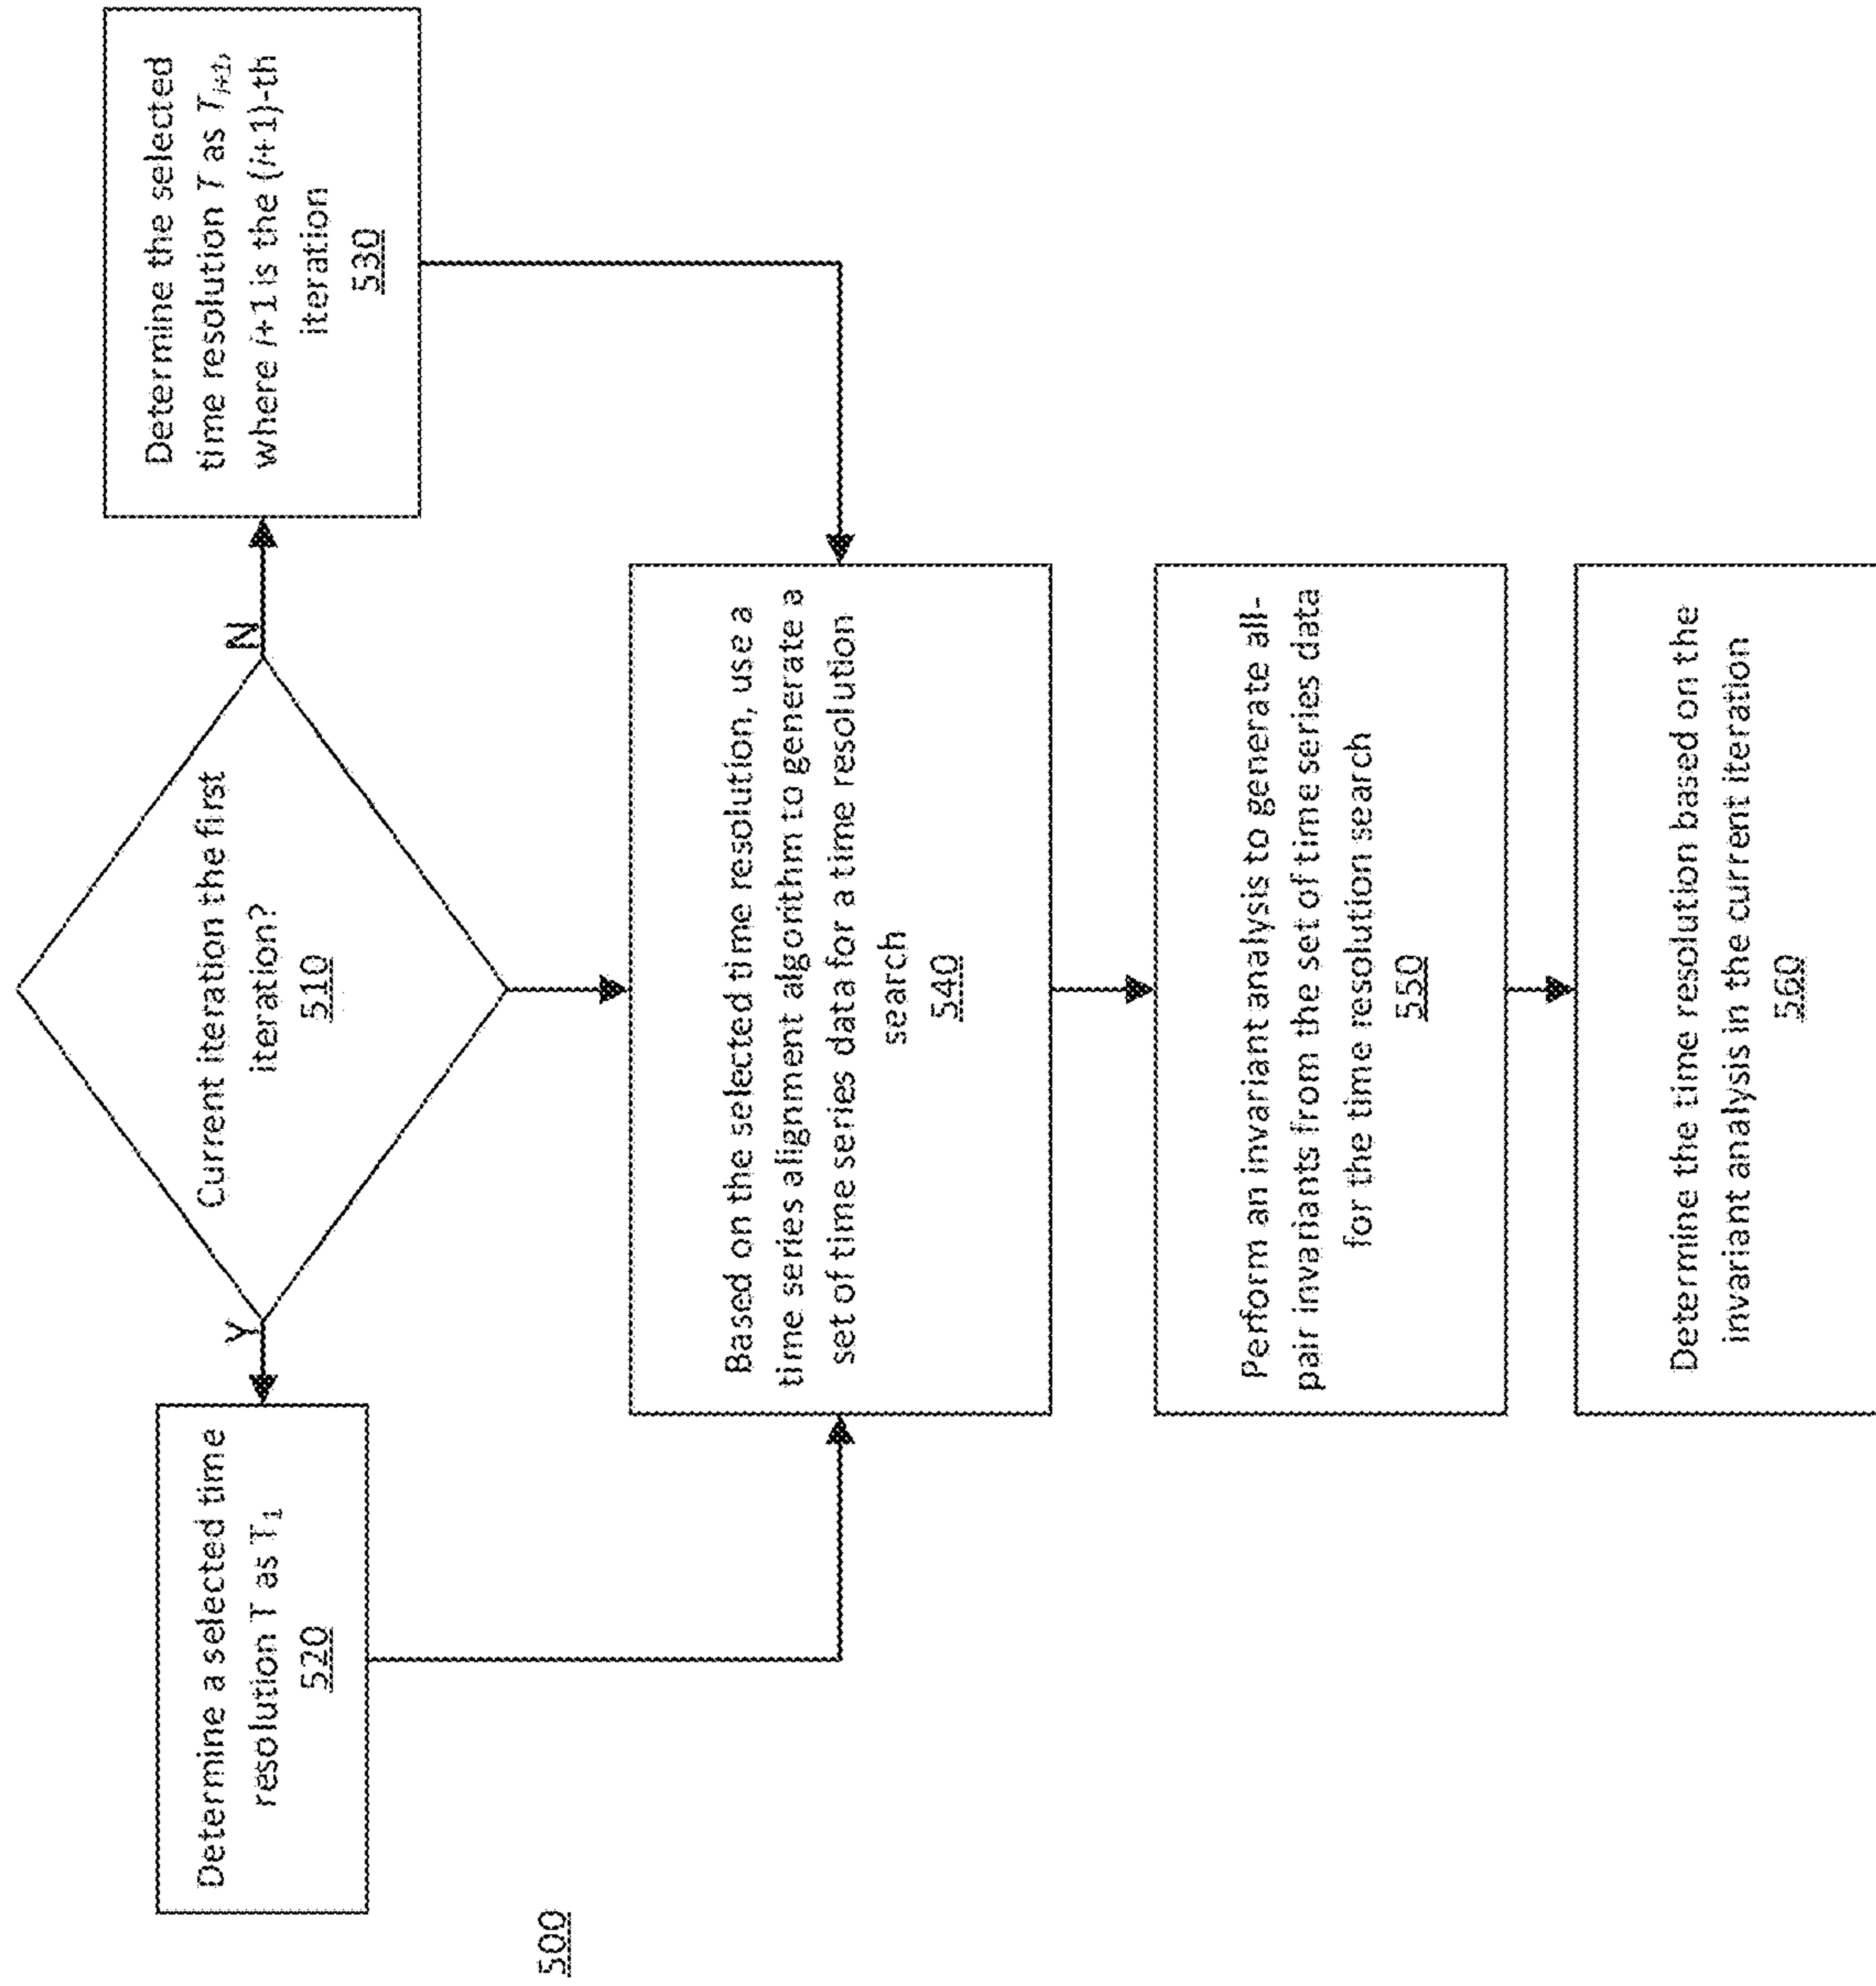 500
Current iteration the first
iteration?
510
Y
N
Determine a selected time
resolution T as T₁
520
Determine the selected
time resolution T as Tᵢ₊₁,
where i+1 is the (i+1)-th
iteration
530
Based on the selected time resolution, use a
time series alignment algorithm to generate a
set of time series data for a time resolution
search
540
Perform an invariant analysis to generate all-
pair invariants from the set of time series data
for the time resolution search
550
Determine the time resolution based on the
invariant analysis in the current iteration
560